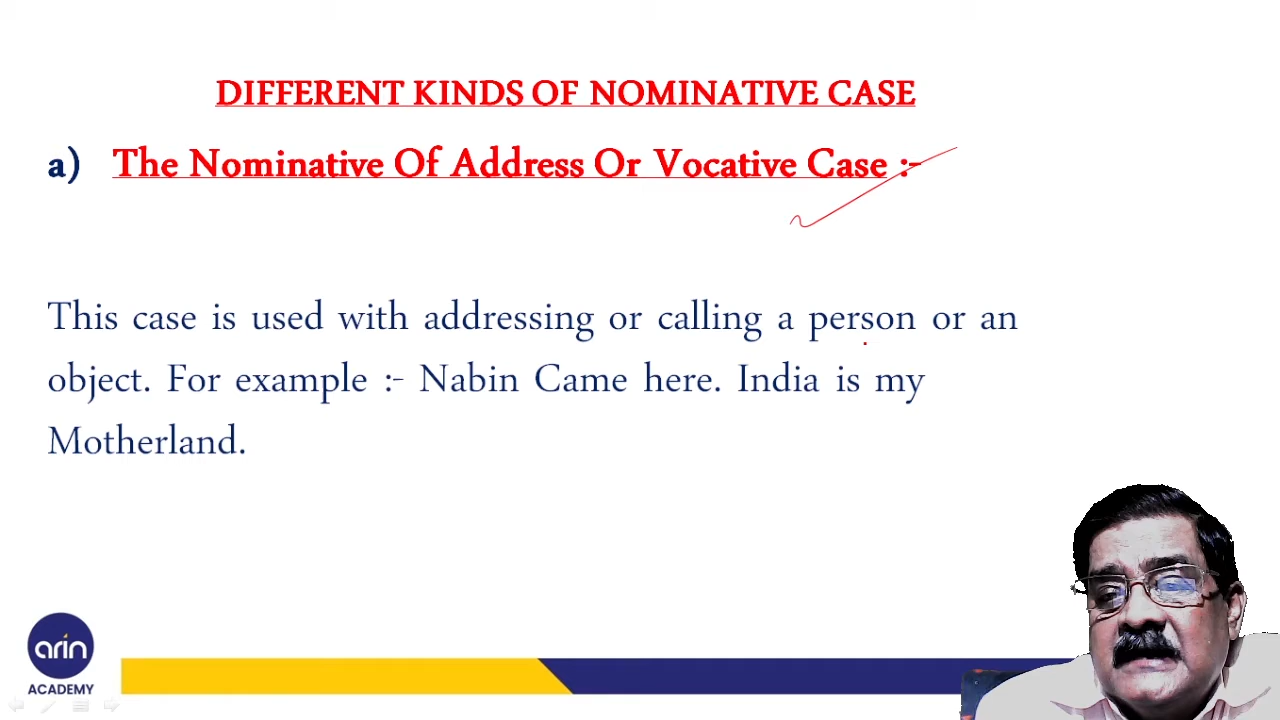 DIFFERENT KINDS OF NOMINATIVE CASE
a) The Nominative Of Address Or Vocative Case :-
This case is used with addressing or calling a person or an
object. For example :- Nabin Came here. India is my
Motherland.
arin
ACADEMY